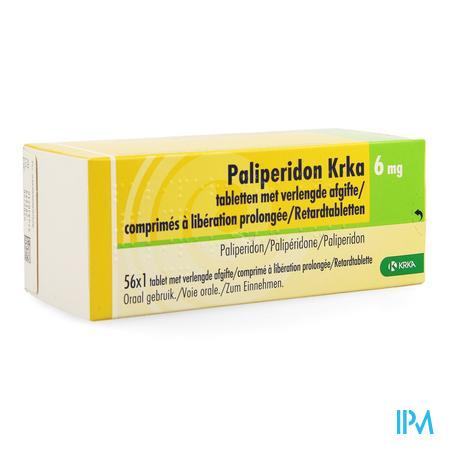 Paliperidon Krka 6 mg
tabletten met verlengde afgifte/
comprimés à libération prolongée/Retardtabletten
Paliperidon/Palipéridone/Paliperidon
56x1 tablet met verlengde afgifte/comprimé à libération prolongée/Retardtablette
Oraal gebruik./Voie orale./Zum Einnehmen.
KRKA
IPM